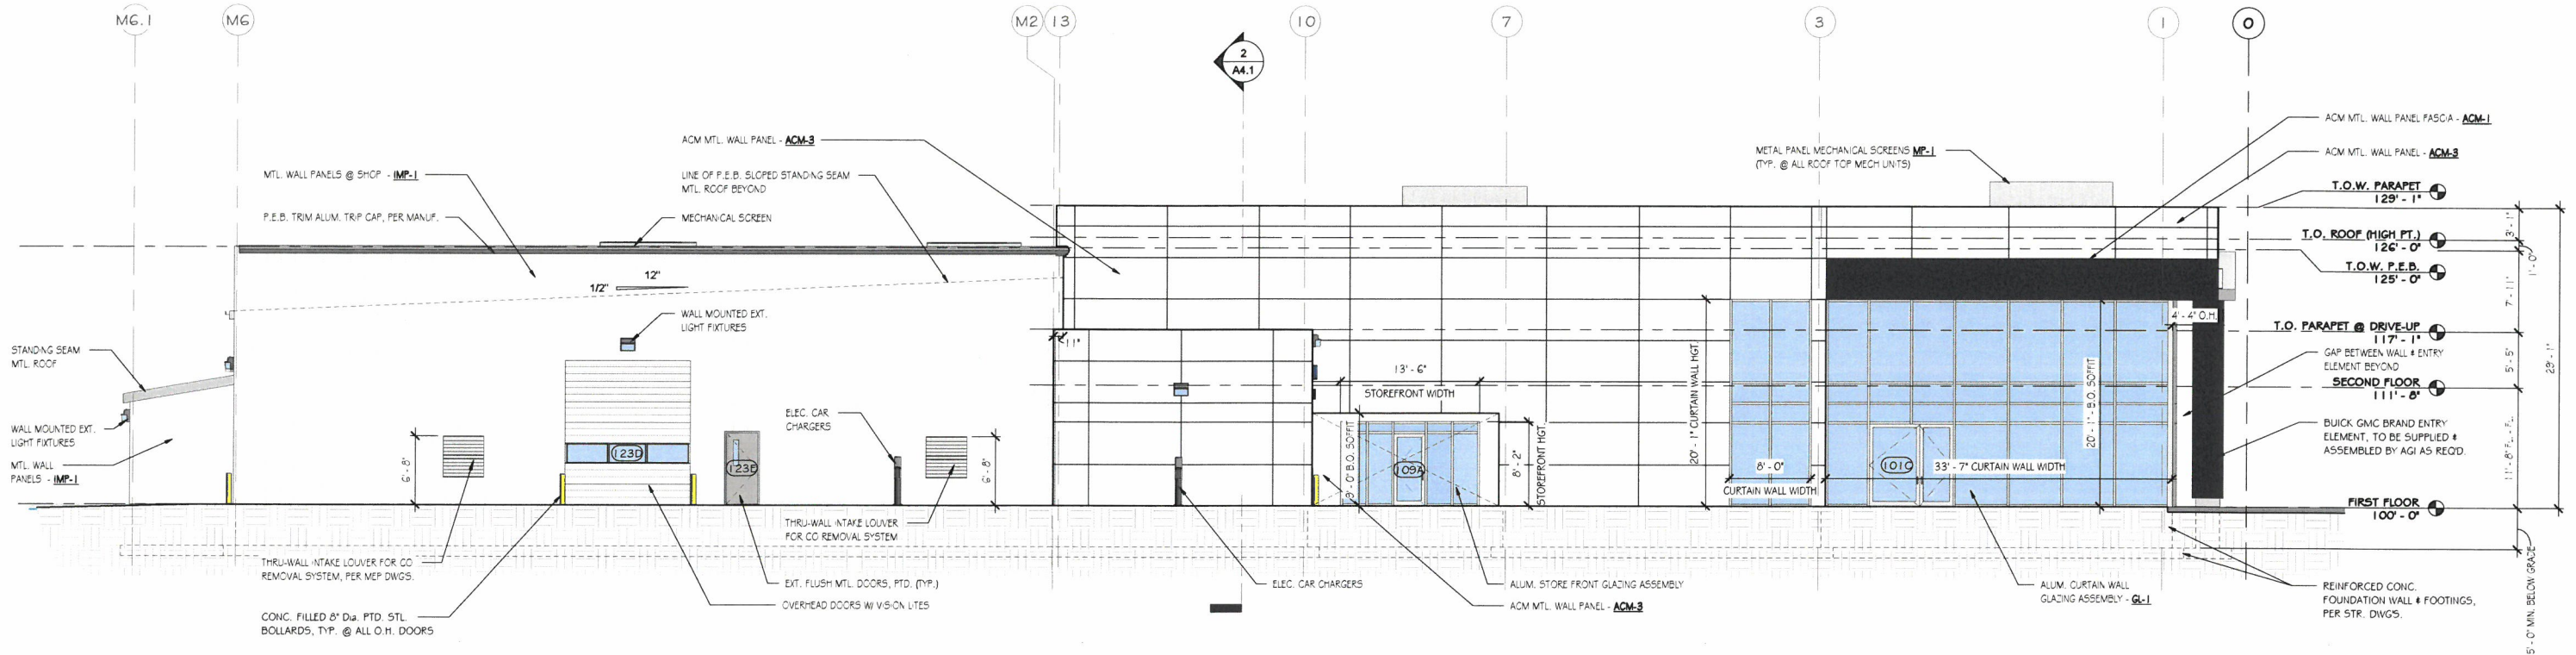 M6.1
M6
M2
13
10
7
3
1
0
2
A4.1
ACM MTL. WALL PANEL - ACM-3
MTL. WALL PANELS @ SHOP - IMP-1
LINE OF P.E.B. SLOPED STANDING SEAM
MTL. ROOF BEYOND
P.E.B. TRIM ALUM. TRIP CAP, PER MANUF.
MECHANICAL SCREEN
METAL PANEL MECHANICAL SCREENS MP-1
(TYP. @ ALL ROOF TOP MECH UNITS)
ACM MTL. WALL PANEL FASCIA - ACM-1
ACM MTL. WALL PANEL - ACM-3
T.O.W. PARAPET
129' - 1"
T.O. ROOF (HIGH PT.)
126' - 0"
T.O.W. P.E.B.
125' - 0"
T.O. PARAPET @ DRIVE-UP
117' - 1"
GAP BETWEEN WALL & ENTRY
ELEMENT BEYOND
SECOND FLOOR
111' - 8"
BUICK GMC BRAND ENTRY
ELEMENT, TO BE SUPPLIED &
ASSEMBLED BY AGI AS REQ'D.
FIRST FLOOR
100' - 0"
3' - 1"
1' - 0"
7' - 11"
5' - 5"
11' - 8" FL. - FL.
29' - 1"
5' - 0" MIN. BELOW GRADE
12"
1/2"
WALL MOUNTED EXT.
LIGHT FIXTURES
STANDING SEAM
MTL. ROOF
WALL MOUNTED EXT.
LIGHT FIXTURES
MTL. WALL
PANELS - IMP-1
6' - 8"
123D
123E
ELEC. CAR
CHARGERS
6' - 8"
11"
13' - 6"
STOREFRONT WIDTH
9' - 0" B.O. SOFFIT
109A
8' - 2"
STOREFRONT HGT.
20' - 1" CURTAIN WALL HGT.
8' - 0"
CURTAIN WALL WIDTH
101C
33' - 7" CURTAIN WALL WIDTH
20' - 1" - B.O. SOFFIT
4' - 4" O.H.
THRU-WALL INTAKE LOUVER FOR CO
REMOVAL SYSTEM, PER MEP DWGS.
CONC. FILLED 8" Dia. PTD. STL.
BOLLARDS, TYP. @ ALL O.H. DOORS
THRU-WALL INTAKE LOUVER
FOR CO REMOVAL SYSTEM
EXT. FLUSH MTL. DOORS, PTD. (TYP.)
OVERHEAD DOORS W/ VISION LITES
ELEC. CAR CHARGERS
ALUM. STORE FRONT GLAZING ASSEMBLY
ACM MTL. WALL PANEL - ACM-3
ALUM. CURTAIN WALL
GLAZING ASSEMBLY - GL-1
REINFORCED CONC.
FOUNDATION WALL & FOOTINGS,
PER STR. DWGS.